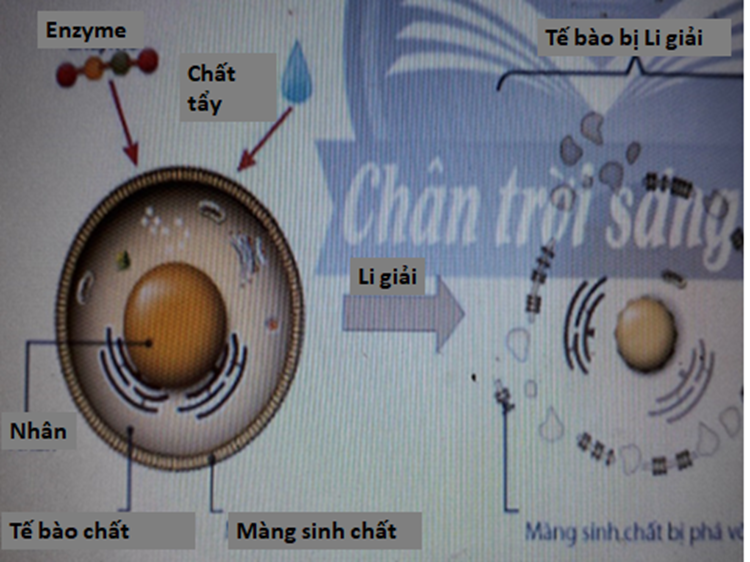 Enzyme
Chất
tẩy
Tế bào bị Li giải
Chân trời sáng
Li giải
Nhân
Tế bào chất
Màng sinh chất
Màng sinh chất bị phá vỡ